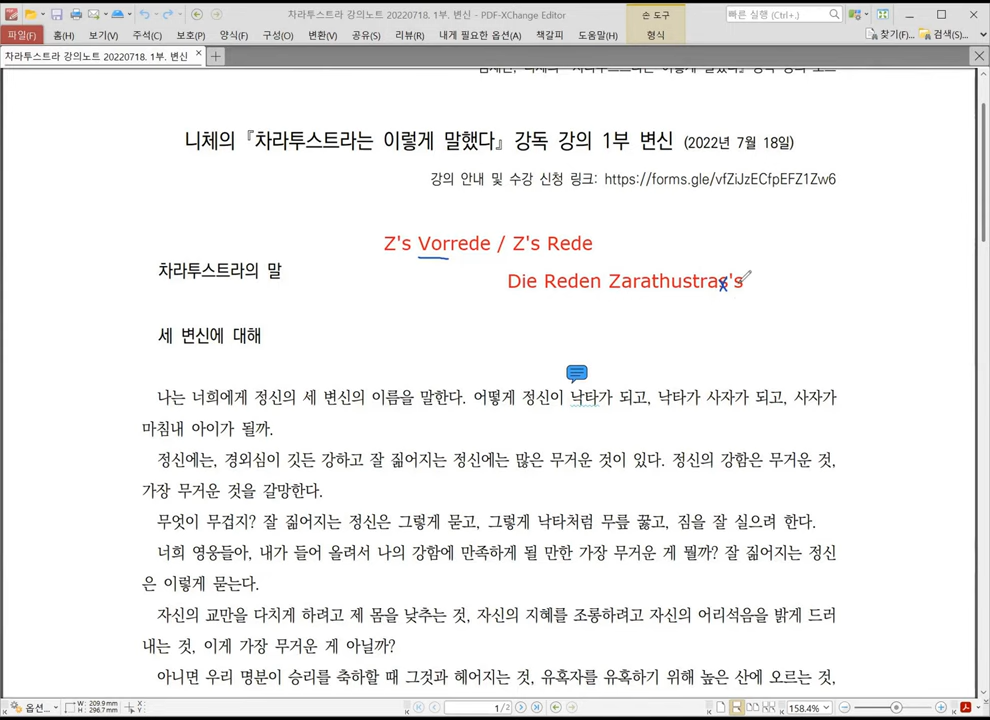 차라투스트라 강의노트 20220718. 1부. 변신 - PDF-XChange Editor
손 도구
빠른 실행 (Ctrl+.)
파일(F) 홈(H) 보기(V) 주석(C) 보호(P) 양식(F) 구성(O) 변환(V) 공유(S) 리뷰(R) 내게 필요한 옵션(A) 책갈피 도움말(H) 형식 찾기(F)... 검색(S)...
차라투스트라 강의노트 20220718. 1부. 변신
니체의 『차라투스트라는 이렇게 말했다』 강독 강의 1부 변신 (2022년 7월 18일)
강의 안내 및 수강 신청 링크: https://forms.gle/vfZiJzECfpEFZ1Zw6
Z's Vorrede / Z's Rede
차라투스트라의 말
Die Reden Zarathustras's
세 변신에 대해
나는 너희에게 정신의 세 변신의 이름을 말한다. 어떻게 정신이 낙타가 되고, 낙타가 사자가 되고, 사자가
마침내 아이가 될까.
정신에는, 경외심이 깃든 강하고 잘 짊어지는 정신에는 많은 무거운 것이 있다. 정신의 강함은 무거운 것,
가장 무거운 것을 갈망한다.
무엇이 무겁지? 잘 짊어지는 정신은 그렇게 묻고, 그렇게 낙타처럼 무릎 꿇고, 짐을 잘 실으려 한다.
너희 영웅들아, 내가 들어 올려서 나의 강함에 만족하게 될 만한 가장 무거운 게 뭘까? 잘 짊어지는 정신
은 이렇게 묻는다.
자신의 교만을 다치게 하려고 제 몸을 낮추는 것, 자신의 지혜를 조롱하려고 자신의 어리석음을 밝게 드러
내는 것, 이게 가장 무거운 게 아닐까?
아니면 우리 명분이 승리를 축하할 때 그것과 헤어지는 것, 유혹자를 유혹하기 위해 높은 산에 오르는 것,
옵션... W: 209.9mm H: 296.7mm X: Y: 1/2 158.4%